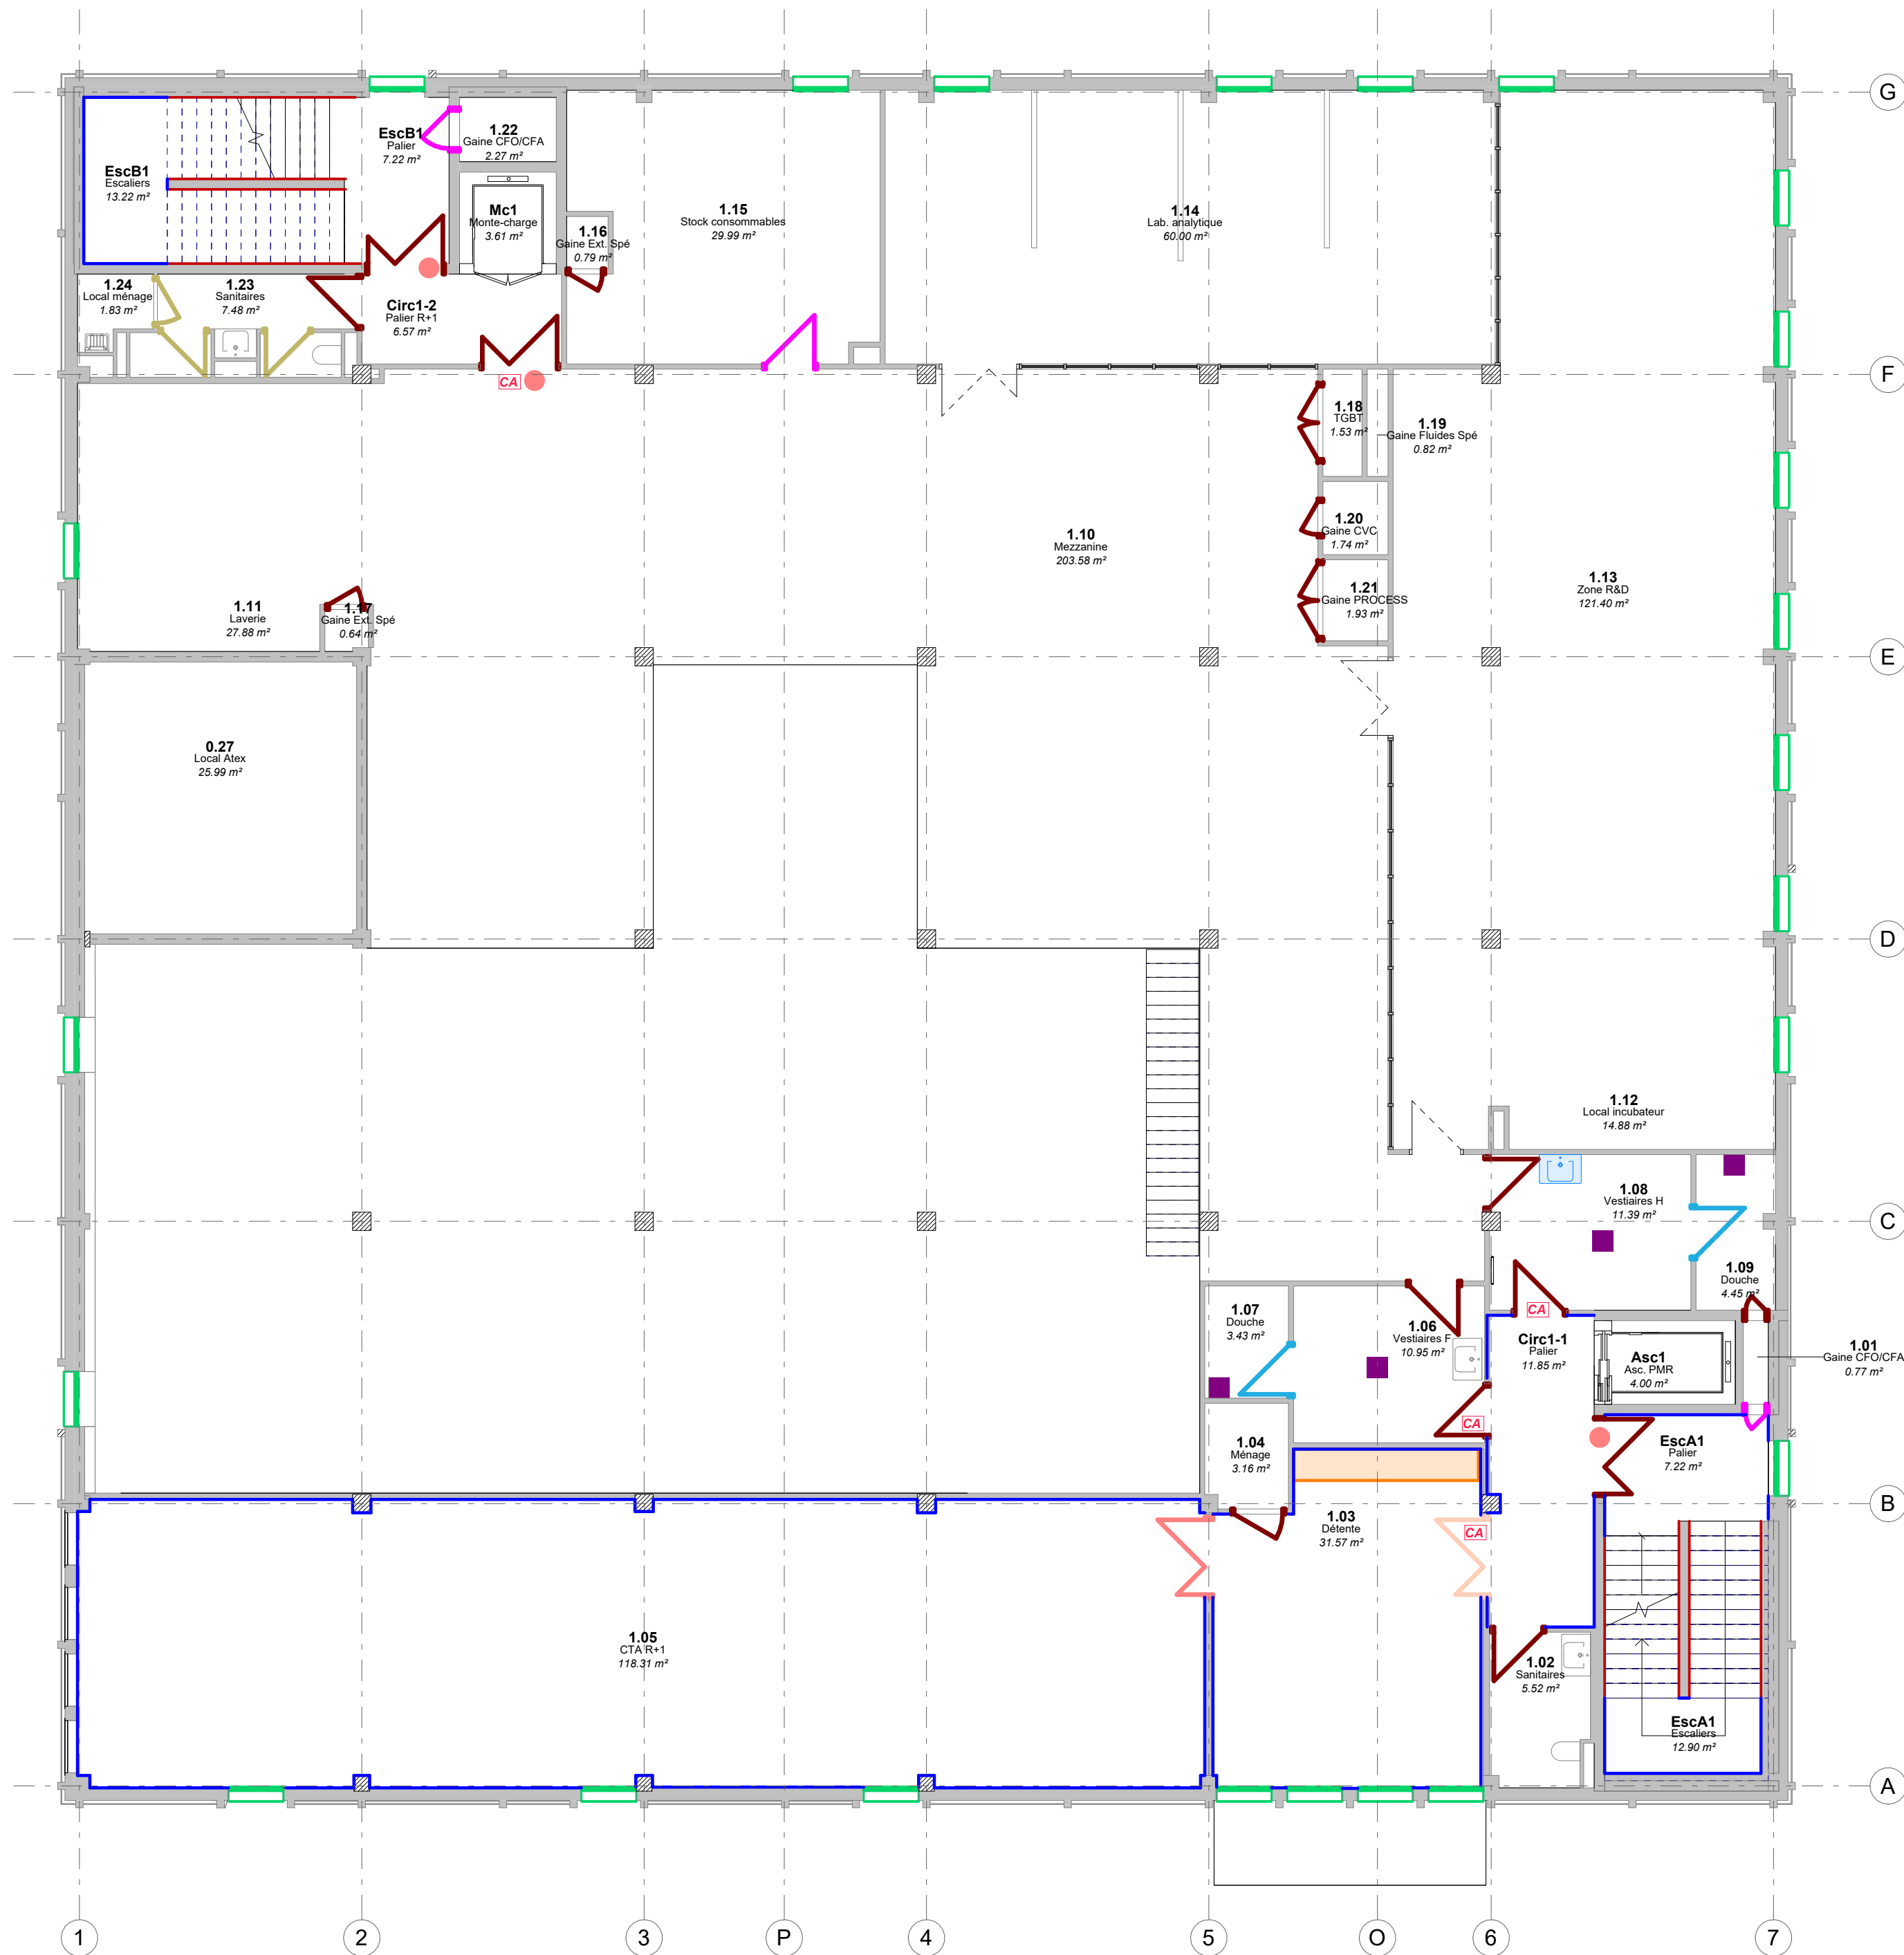 G
EscB1
Palier
7.22 m²
1.22
Gaine CFO/CFA
2.27 m²
EscB1
Escaliers
13.22 m²
Mc1
Monte-charge
3.61 m²
1.16
Gaine Ext. Spé
0.79 m²
1.15
Stock consommables
29.99 m²
1.14
Lab. analytique
60.00 m²
1.24
Local ménage
1.83 m²
1.23
Sanitaires
7.48 m²
Circ1-2
Palier R+1
6.57 m²
CA
F
1.18
TGBT
1.53 m²
1.19
Gaine Fluides Spé
0.82 m²
1.20
Gaine CVC
1.74 m²
1.10
Mezzanine
203.58 m²
1.21
Gaine PROCESS
1.93 m²
1.13
Zone R&D
121.40 m²
1.11
Laverie
27.88 m²
1.17
Gaine Ext. Spé
0.64 m²
E
0.27
Local Atex
25.99 m²
D
1.12
Local incubateur
14.88 m²
1.08
Vestiaires H
11.39 m²
C
1.09
Douche
4.45 m²
CA
1.07
Douche
3.43 m²
1.06
Vestiaires F
10.95 m²
Circ1-1
Palier
11.85 m²
Asc1
Asc. PMR
4.00 m²
1.01
Gaine CFO/CFA
0.77 m²
CA
1.04
Ménage
3.16 m²
EscA1
Palier
7.22 m²
B
1.03
Détente
31.57 m²
CA
1.05
CTA R+1
118.31 m²
1.02
Sanitaires
5.52 m²
EscA1
Escaliers
12.90 m²
A
1
2
3
P
4
5
O
6
7